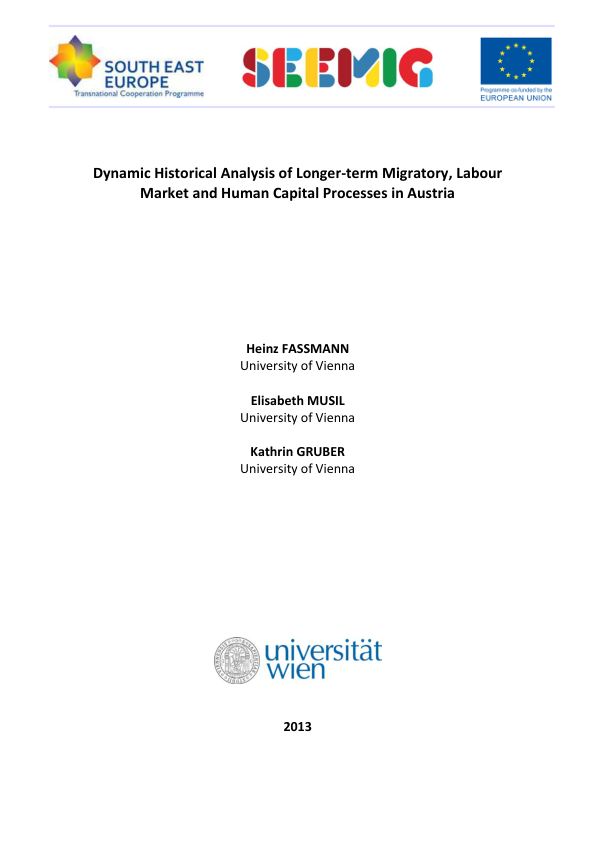 SOUTH EAST
EUROPE
Transnational Cooperation Programme
SEEMIG
Programme co-funded by the
EUROPEAN UNION
Dynamic Historical Analysis of Longer-term Migratory, Labour
Market and Human Capital Processes in Austria
Heinz FASSMANN
University of Vienna
Elisabeth MUSIL
University of Vienna
Kathrin GRUBER
University of Vienna
universität
wien
2013